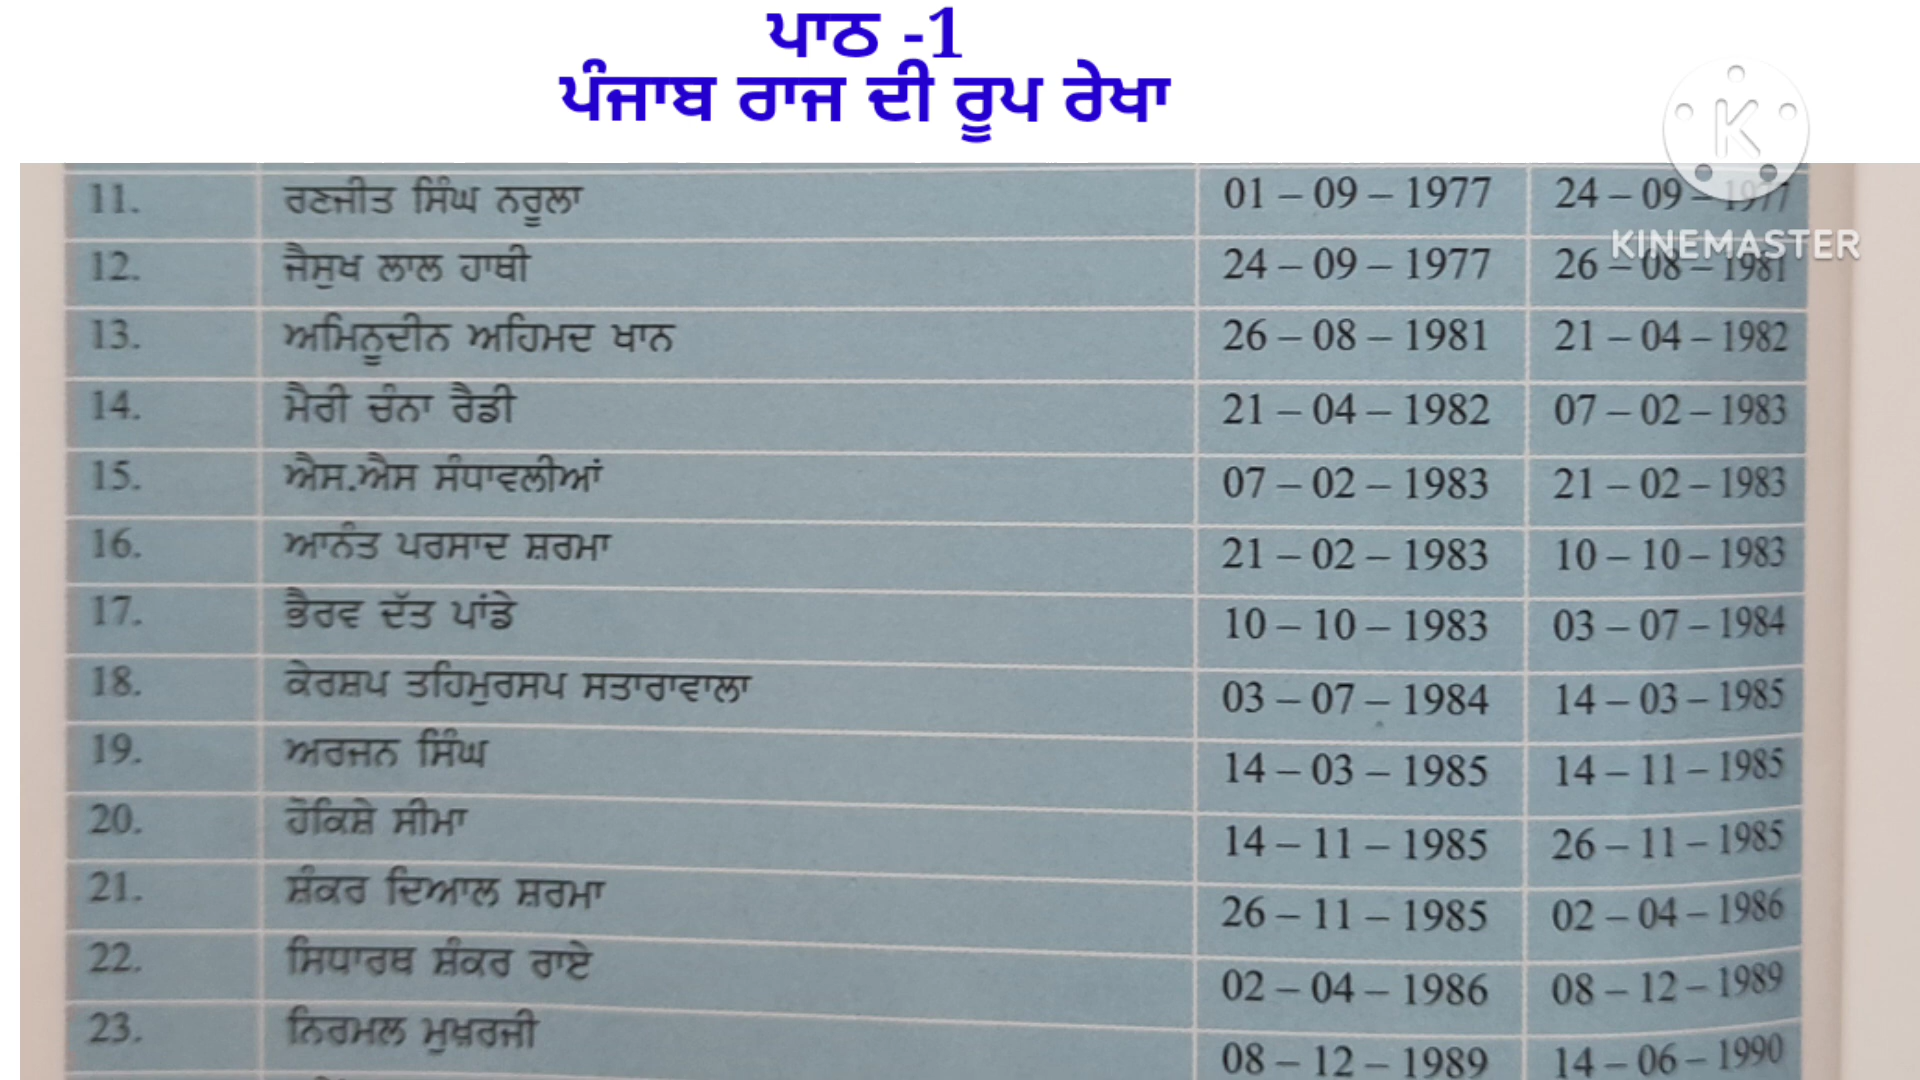 ਪਾਠ -1
ਪੰਜਾਬ ਰਾਜ ਦੀ ਰੂਪ ਰੇਖਾ
KINEMASTER
11. ਰਣਜੀਤ ਸਿੰਘ ਨਰੂਲਾ 01 – 09 – 1977 24 – 09 – 1977
12. ਜੈਸੁਖ ਲਾਲ ਹਾਥੀ 24 – 09 – 1977 26 – 08 – 1981
13. ਅਮਿਨੂਦੀਨ ਅਹਿਮਦ ਖਾਨ 26 – 08 – 1981 21 – 04 – 1982
14. ਮੈਰੀ ਚੰਨਾ ਰੈਡੀ 21 – 04 – 1982 07 – 02 – 1983
15. ਐਸ.ਐਸ ਸੰਧਾਵਲੀਆਂ 07 – 02 – 1983 21 – 02 – 1983
16. ਆਨੰਤ ਪਰਸਾਦ ਸ਼ਰਮਾ 21 – 02 – 1983 10 – 10 – 1983
17. ਭੈਰਵ ਦੱਤ ਪਾਂਡੇ 10 – 10 – 1983 03 – 07 – 1984
18. ਕੇਰਸ਼ਪ ਤਹਿਮੁਰਸਪ ਸਤਾਰਾਵਾਲਾ 03 – 07 – 1984 14 – 03 – 1985
19. ਅਰਜਨ ਸਿੰਘ 14 – 03 – 1985 14 – 11 – 1985
20. ਹੋਕਿਸ਼ੇ ਸੀਮਾ 14 – 11 – 1985 26 – 11 – 1985
21. ਸ਼ੰਕਰ ਦਿਆਲ ਸ਼ਰਮਾ 26 – 11 – 1985 02 – 04 – 1986
22. ਸਿਧਾਰਥ ਸ਼ੰਕਰ ਰਾਏ 02 – 04 – 1986 08 – 12 – 1989
23. ਨਿਰਮਲ ਮੁਖ਼ਰਜੀ 08 – 12 – 1989 14 – 06 – 1990